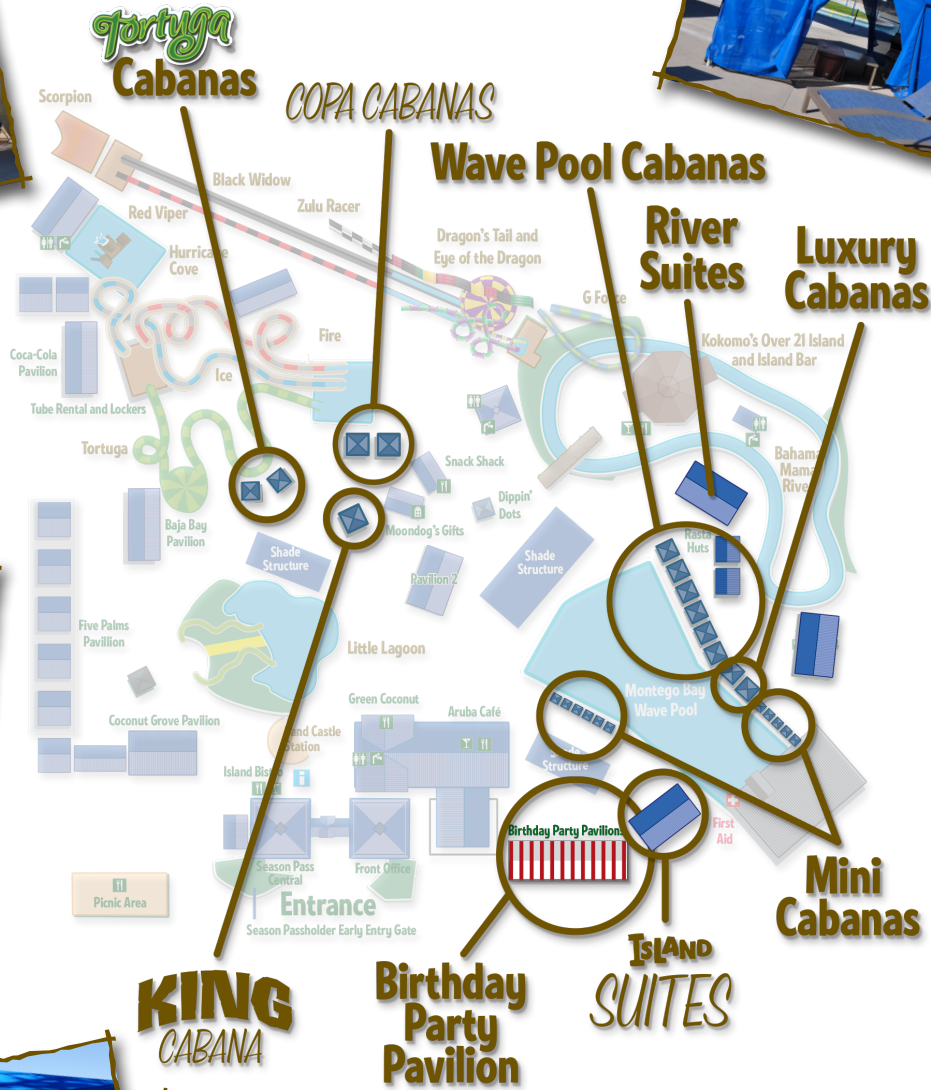 Tortuga
Cabanas
COPA CABANAS
Scorpion
Wave Pool Cabanas
Black Widow
Red Viper
Zulu Racer
River
Suites
Luxury
Cabanas
Hurricane
Cove
Dragon's Tail and
Eye of the Dragon
G Force
Fire
Kokomo's Over 21 Island
and Island Bar
Coca-Cola
Pavilion
Ice
Tube Rental and Lockers
Tortuga
Snack Shack
Bahama
Mama
River
Dippin'
Dots
Baja Bay
Pavilion
Moondog's Gifts
Rasta
Huts
Shade
Structure
Shade
Structure
Pavilion 2
Five Palms
Pavillion
Little Lagoon
Montego Bay
Wave Pool
Green Coconut
Aruba Café
Coconut Grove Pavilion
Sand Castle
Station
Shade
Structure
Island Bistro
First
Aid
Birthday Party Pavilions
Season Pass
Central
Front Office
Picnic Area
Entrance
Season Passholder Early Entry Gate
Mini
Cabanas
ISLAND
SUITES
KING
CABANA
Birthday
Party
Pavilion